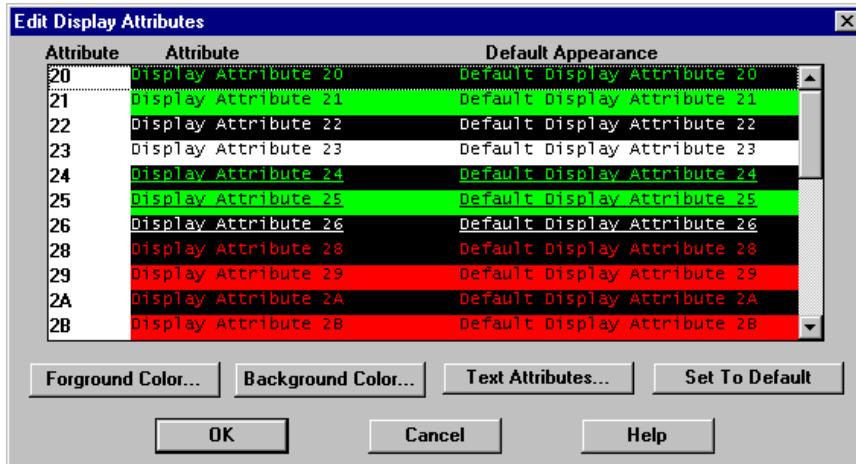 Edit Display Attributes
Attribute Attribute Default Appearance
20 Display Attribute 20 Default Display Attribute 20
21 Display Attribute 21 Default Display Attribute 21
22 Display Attribute 22 Default Display Attribute 22
23 Display Attribute 23 Default Display Attribute 23
24 Display Attribute 24 Default Display Attribute 24
25 Display Attribute 25 Default Display Attribute 25
26 Display Attribute 26 Default Display Attribute 26
28 Display Attribute 28 Default Display Attribute 28
29 Display Attribute 29 Default Display Attribute 29
2A Display Attribute 2A Default Display Attribute 2A
2B Display Attribute 2B Default Display Attribute 2B
Forground Color... Background Color... Text Attributes... Set To Default
OK Cancel Help